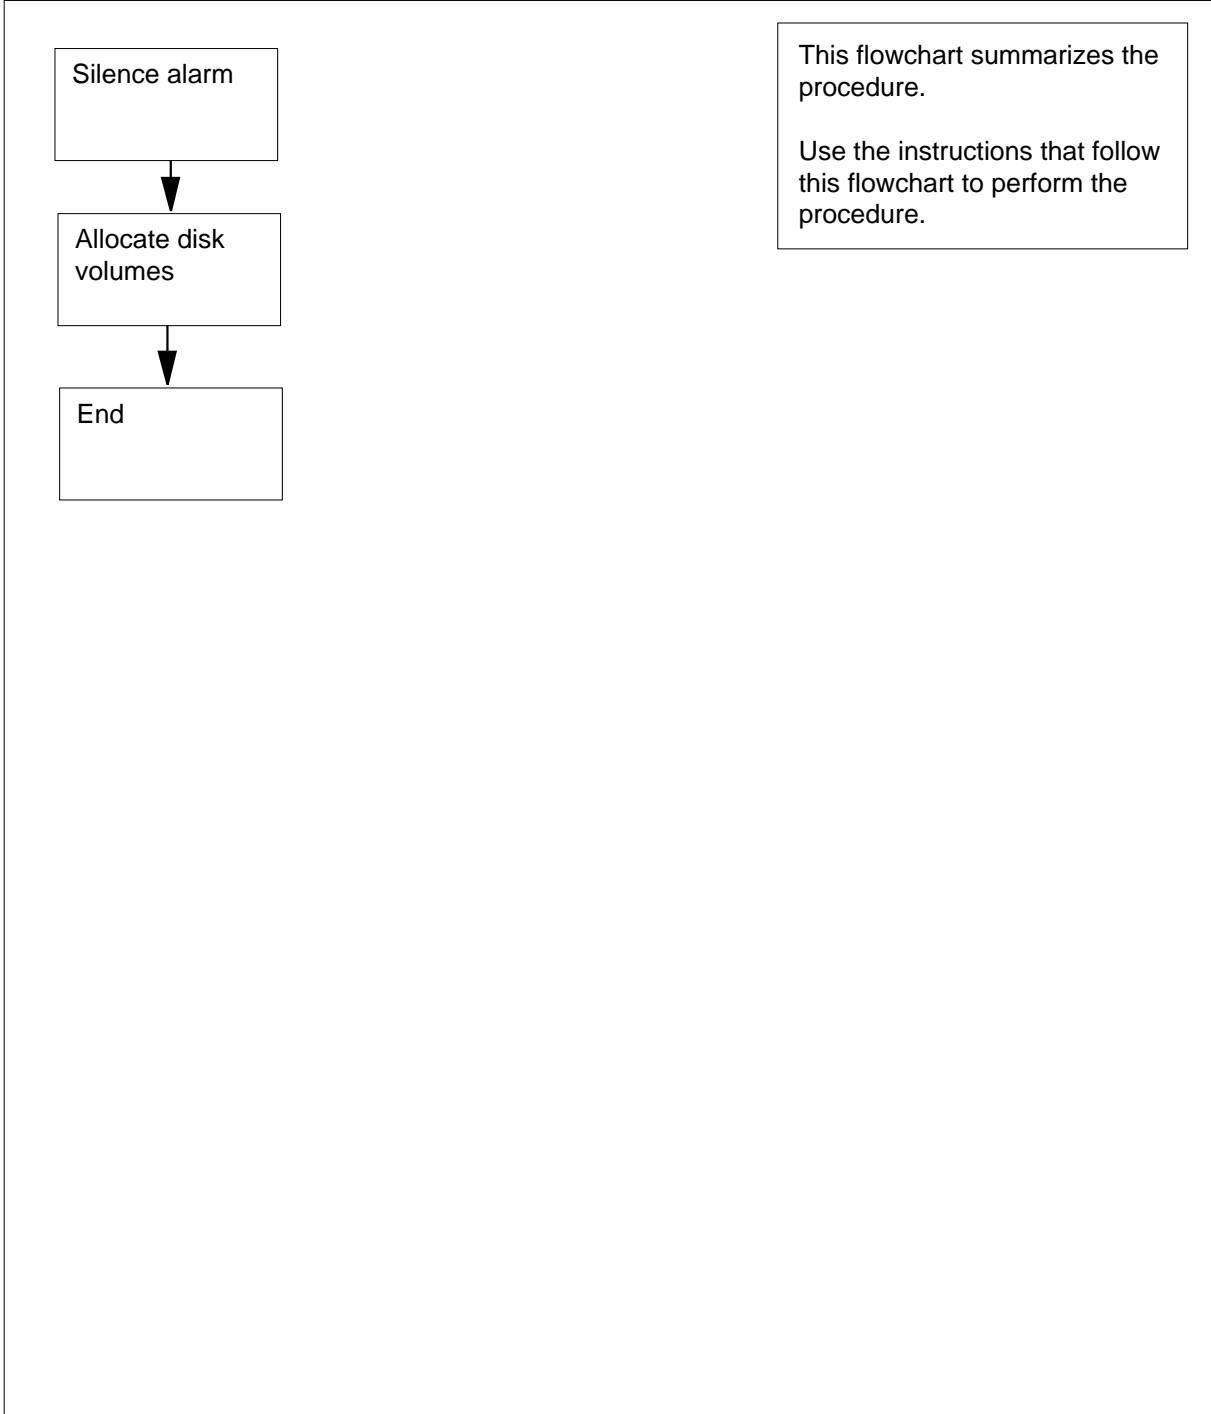 Silence alarm
Allocate disk
volumes
End
This flowchart summarizes the
procedure.
Use the instructions that follow
this flowchart to perform the
procedure.